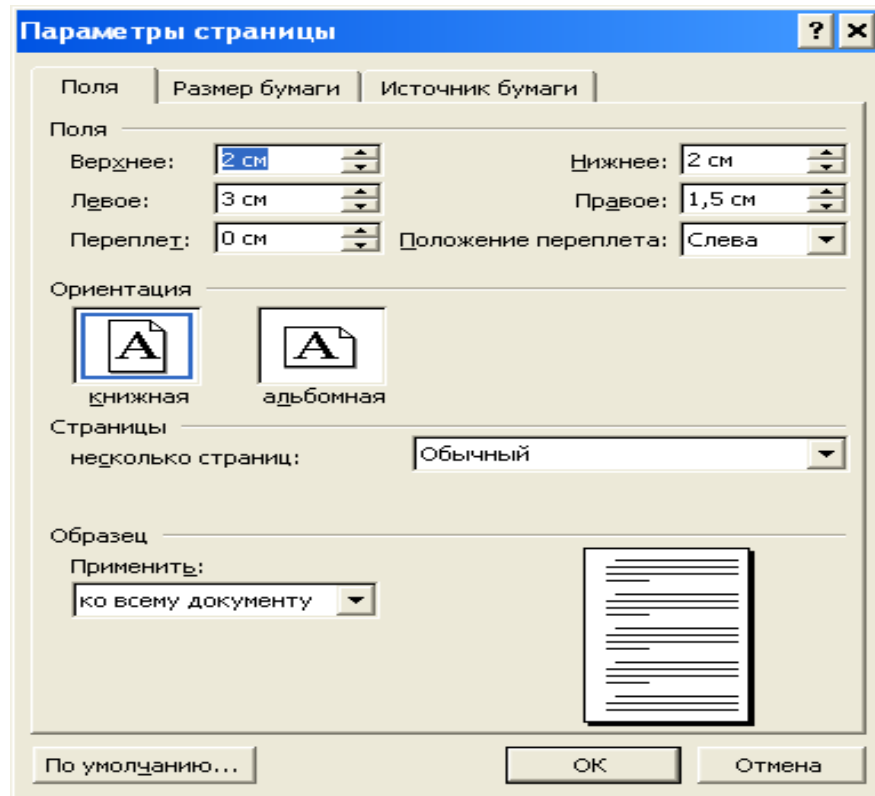 Параметры страницы
Поля Размер бумаги Источник бумаги
Поля
Верхнее: 2 см Нижнее: 2 см
Левое: 3 см Правое: 1,5 см
Переплет: 0 см Положение переплета: Слева
Ориентация
A A
книжная альбомная
Страницы
несколько страниц: Обычный
Образец
Применить:
ко всему документу
По умолчанию... ОК Отмена